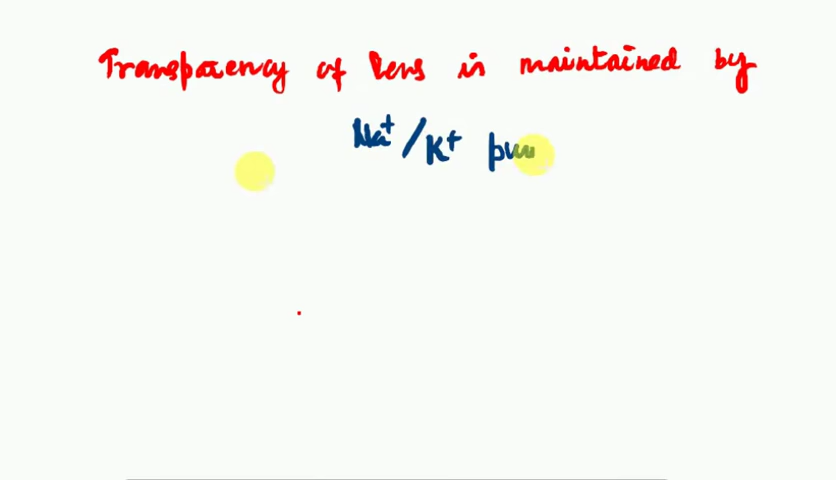 Transparency of lens is maintained by
Na⁺/K⁺